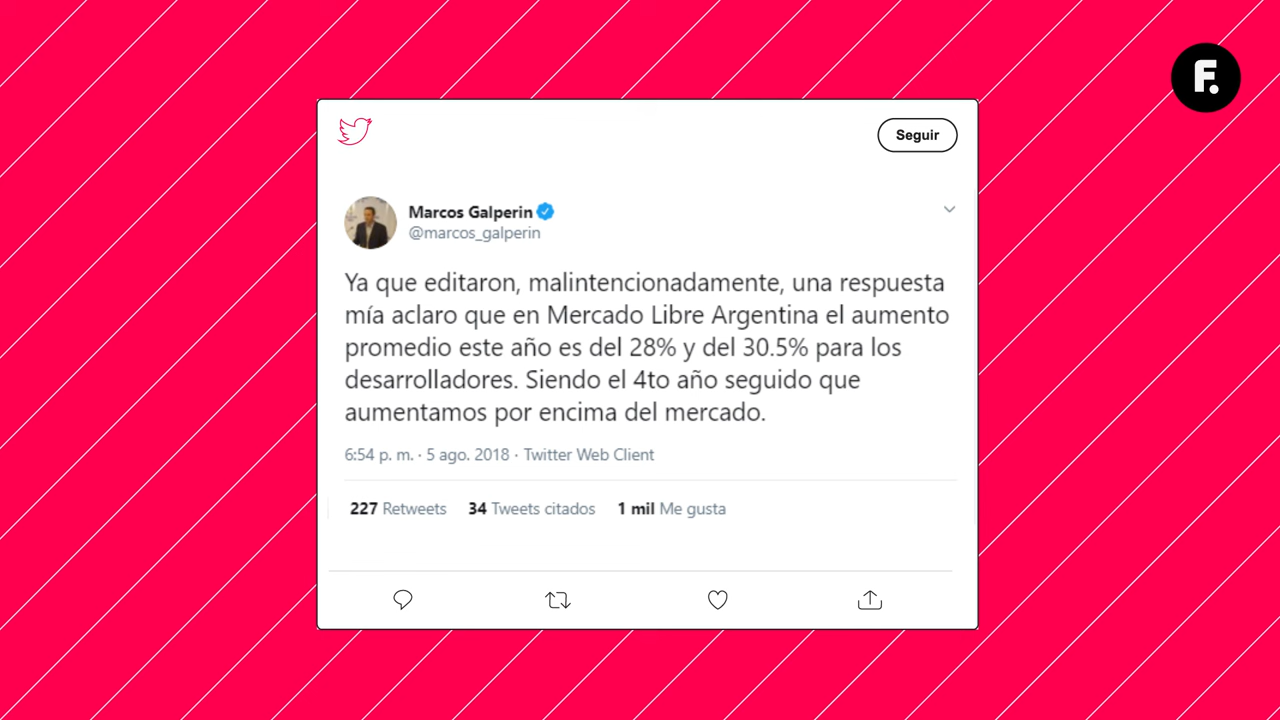 F.
Seguir
Marcos Galperin
@marcos_galperin
Ya que editaron, malintencionadamente, una respuesta
mía aclaro que en Mercado Libre Argentina el aumento
promedio este año es del 28% y del 30.5% para los
desarrolladores. Siendo el 4to año seguido que
aumentamos por encima del mercado.
6:54 p. m. · 5 ago. 2018 · Twitter Web Client
227 Retweets 34 Tweets citados 1 mil Me gusta